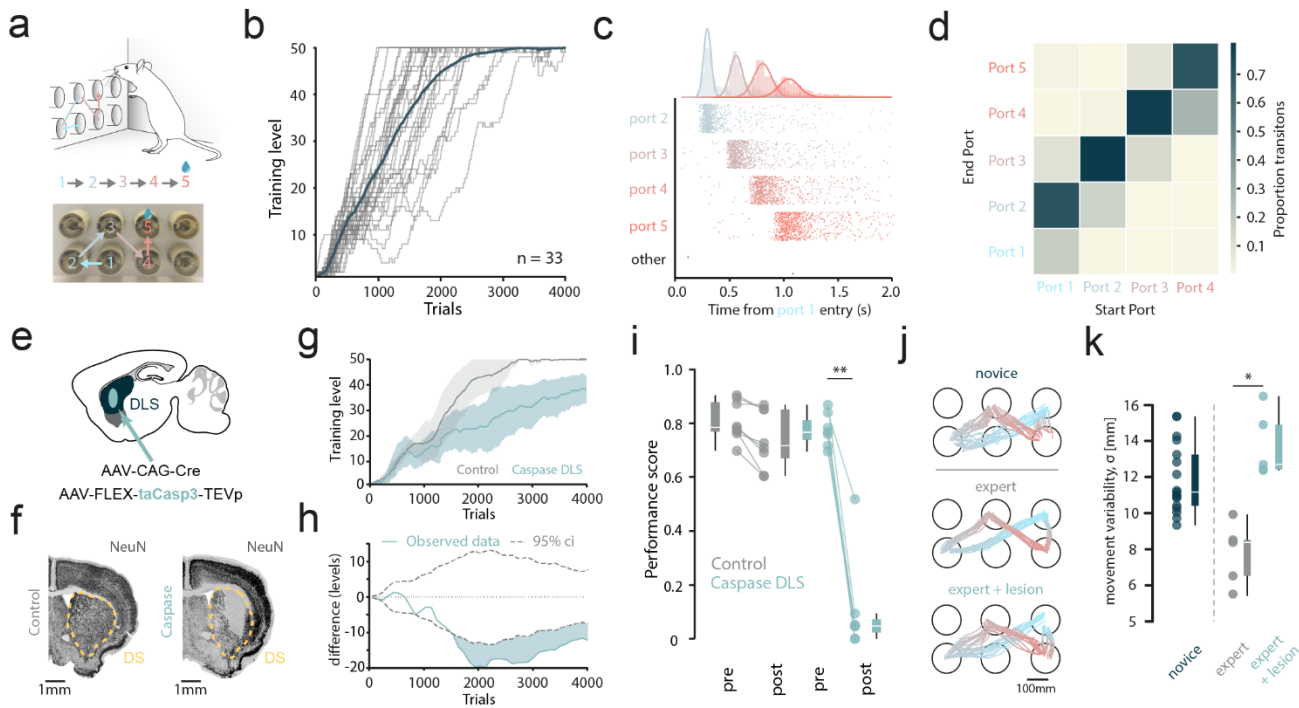 a
1 2 3 4 5
3 5
2 1 4
b
Training level
50
40
30
20
10
0 1000 2000 3000 4000
Trials
n = 33
c
port 2
port 3
port 4
port 5
other
0.0 0.5 1.0 1.5 2.0
Time from port 1 entry (s)
d
End Port
Port 5
Port 4
Port 3
Port 2
Port 1
Port 1 Port 2 Port 3 Port 4
Start Port
0.7
0.6
0.5
0.4
0.3
0.2
0.1
Proportion transitons
e
DLS
AAV-CAG-Cre
AAV-FLEX-taCasp3-TEVp
f
Control
NeuN
DS
1mm
Caspase
NeuN
DS
1mm
g
Training level
50
40
30
20
10
0
0 1000 2000 3000 4000
Control Caspase DLS
Trials
h
difference (levels)
Observed data 95% ci
10
0
-10
-20
0 1000 2000 3000 4000
Trials
i
Performance score
1.0
0.8
0.6
0.4
0.2
0
**
Control
Caspase DLS
pre post pre post
j
novice
expert
expert + lesion
100mm
k
movement variability, σ [mm]
16
14
12
10
8
6
5
*
novice
expert
expert
+ lesion